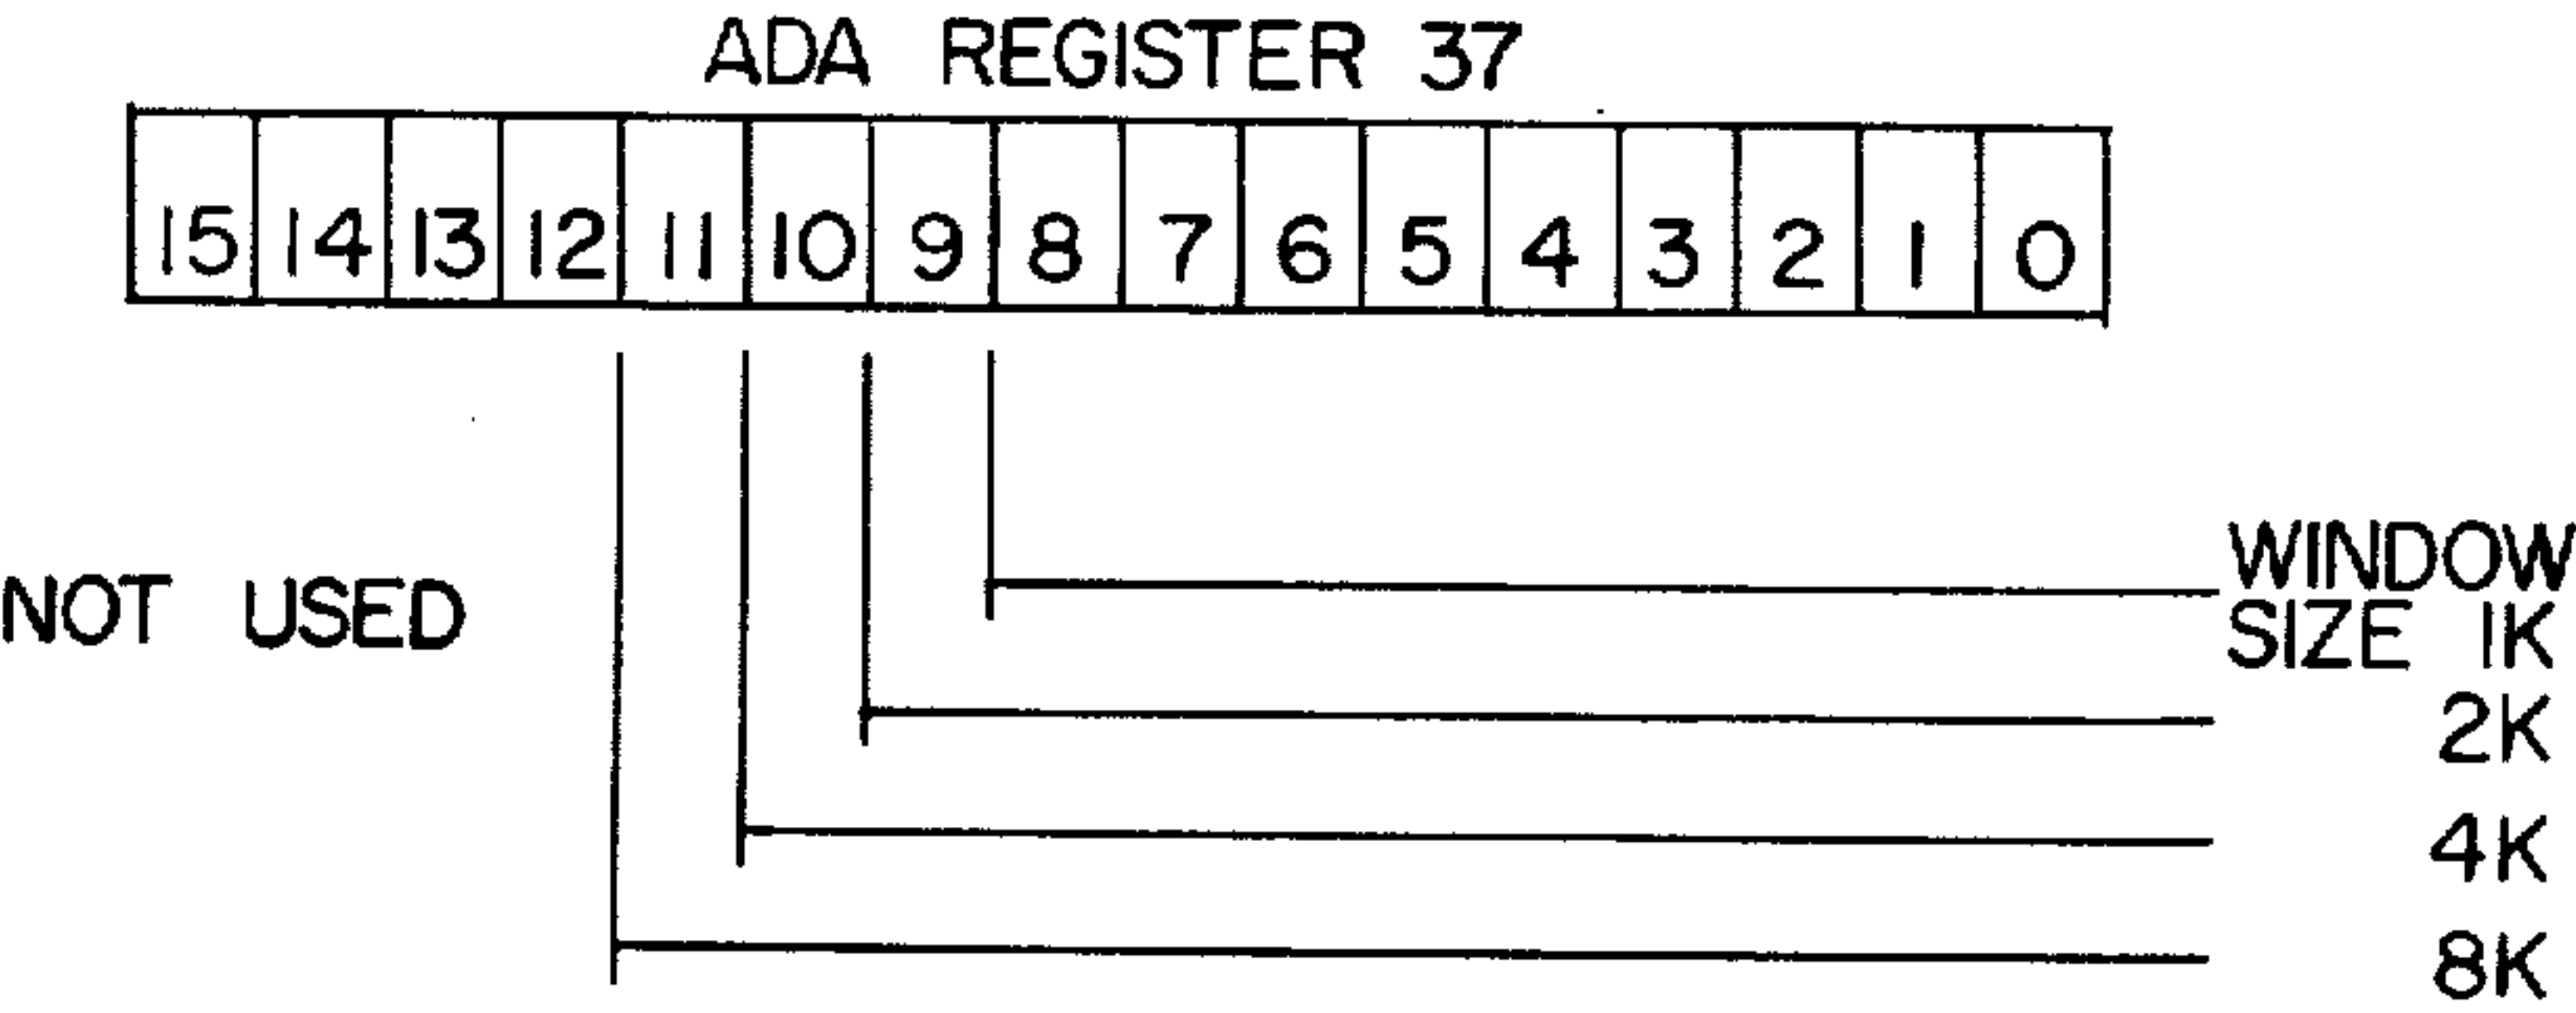 ADA REGISTER 37
15 14 13 12 11 10 9 8 7 6 5 4 3 2 1 0
NOT USED
WINDOW
SIZE 1K
2K
4K
8K